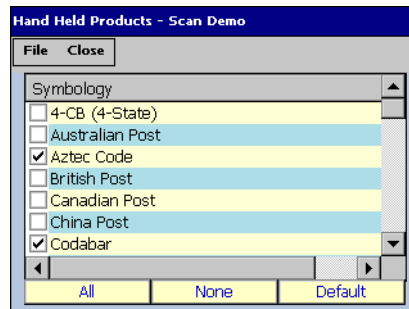 Hand Held Products - Scan Demo
File Close
Symbology
4-CB (4-State)
Australian Post
Aztec Code
British Post
Canadian Post
China Post
Codabar
All None Default